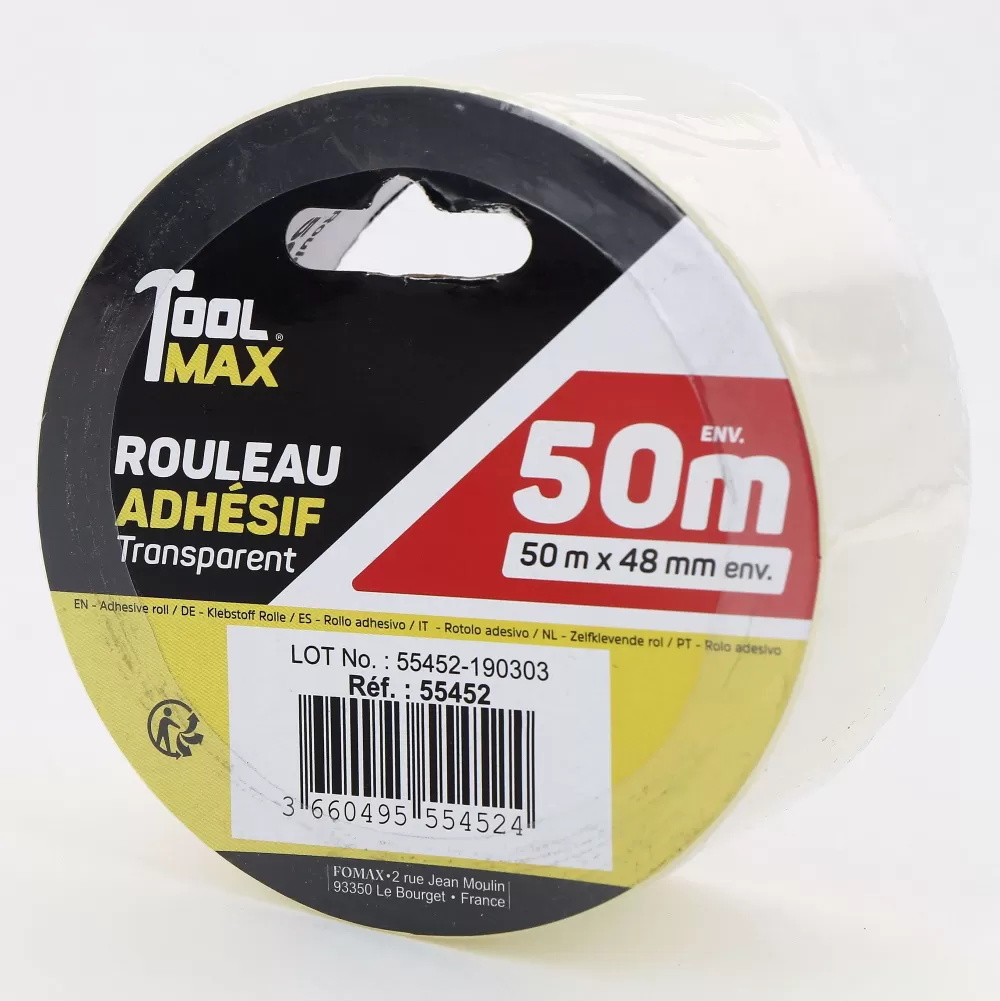 TOOL
MAX®
ROULEAU
ADHÉSIF
Transparent
ENV.
50m
50 m x 48 mm env.
EN - Adhesive roll / DE - Klebstoff Rolle / ES - Rollo adhesivo / IT - Rotolo adesivo / NL - Zelfklevende rol / PT - Rolo adesivo
LOT No. : 55452-190303
Réf. : 55452
3 660495 554524
FOMAX • 2 rue Jean Moulin
93350 Le Bourget • France